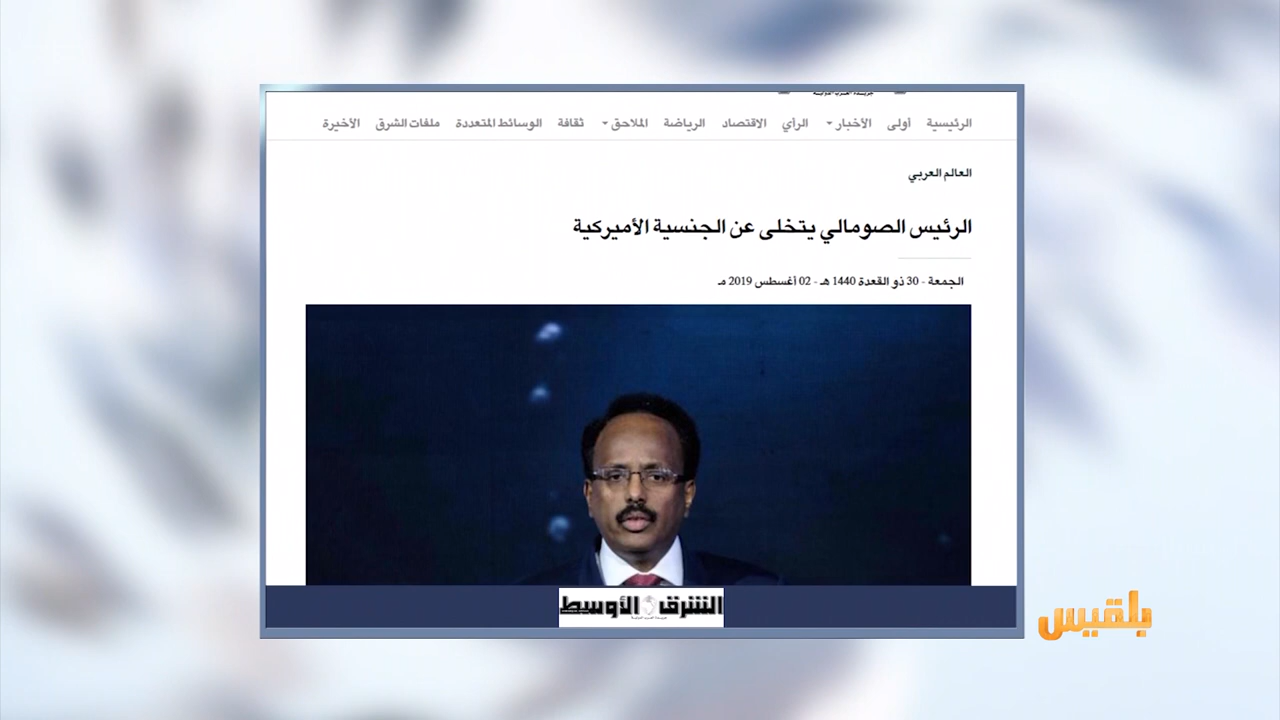 الرئيسية أولى الأخبار الرأي الاقتصاد الرياضة الملاحق ثقافة الوسائط المتعددة ملفات الشرق الأخيرة
العالم العربي
الرئيس الصومالي يتخلى عن الجنسية الأميركية
الجمعة - 30 ذو القعدة 1440 هـ - 02 أغسطس 2019 مـ
الشرق الأوسط
بلقيس